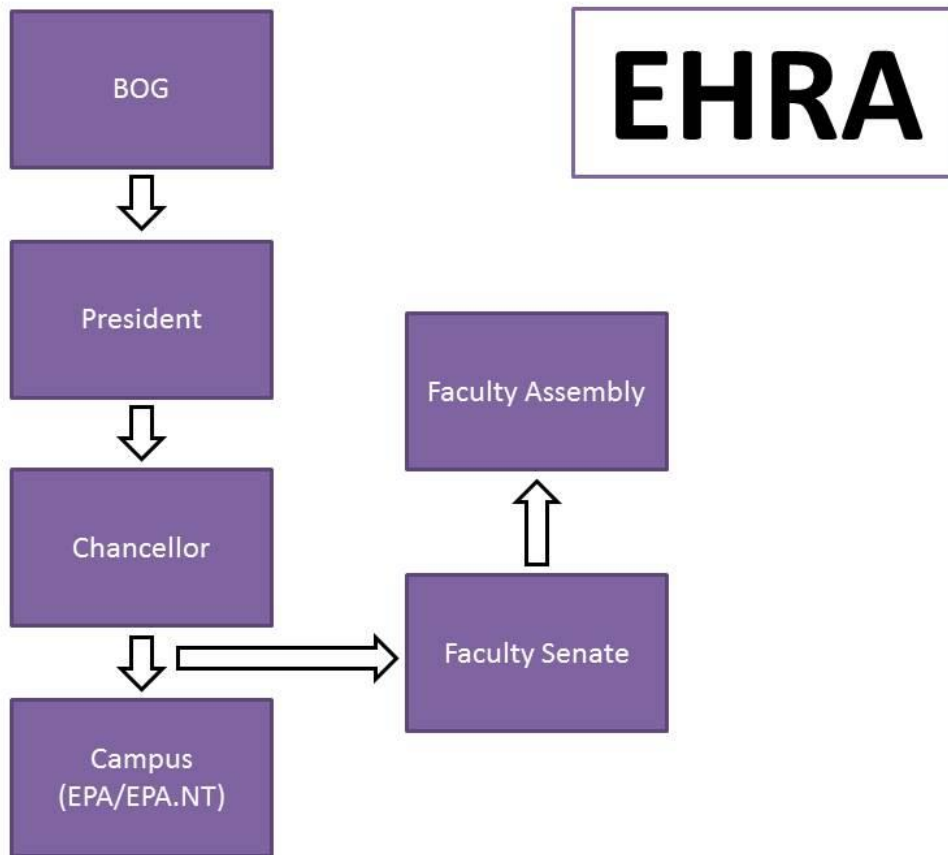 BOG
EHRA
President
Faculty Assembly
Chancellor
Faculty Senate
Campus
(EPA/EPA.NT)